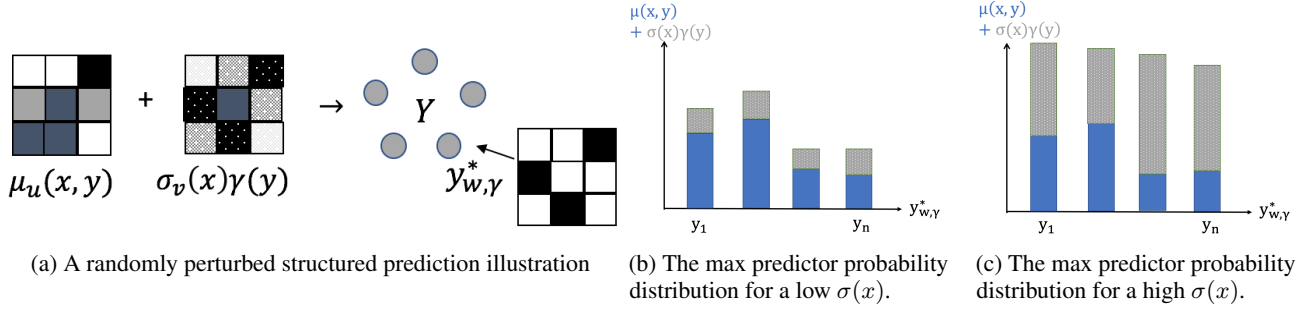 μ_u(x, y) + σ_v(x)γ(y) → Y
y*_{w,γ}
(a) A randomly perturbed structured prediction illustration
μ(x, y)
+ σ(x)γ(y)
y*_{w,γ}
y_1 y_n
(b) The max predictor probability
distribution for a low σ(x).
μ(x, y)
+ σ(x)γ(y)
y*_{w,γ}
y_1 y_n
(c) The max predictor probability
distribution for a high σ(x).